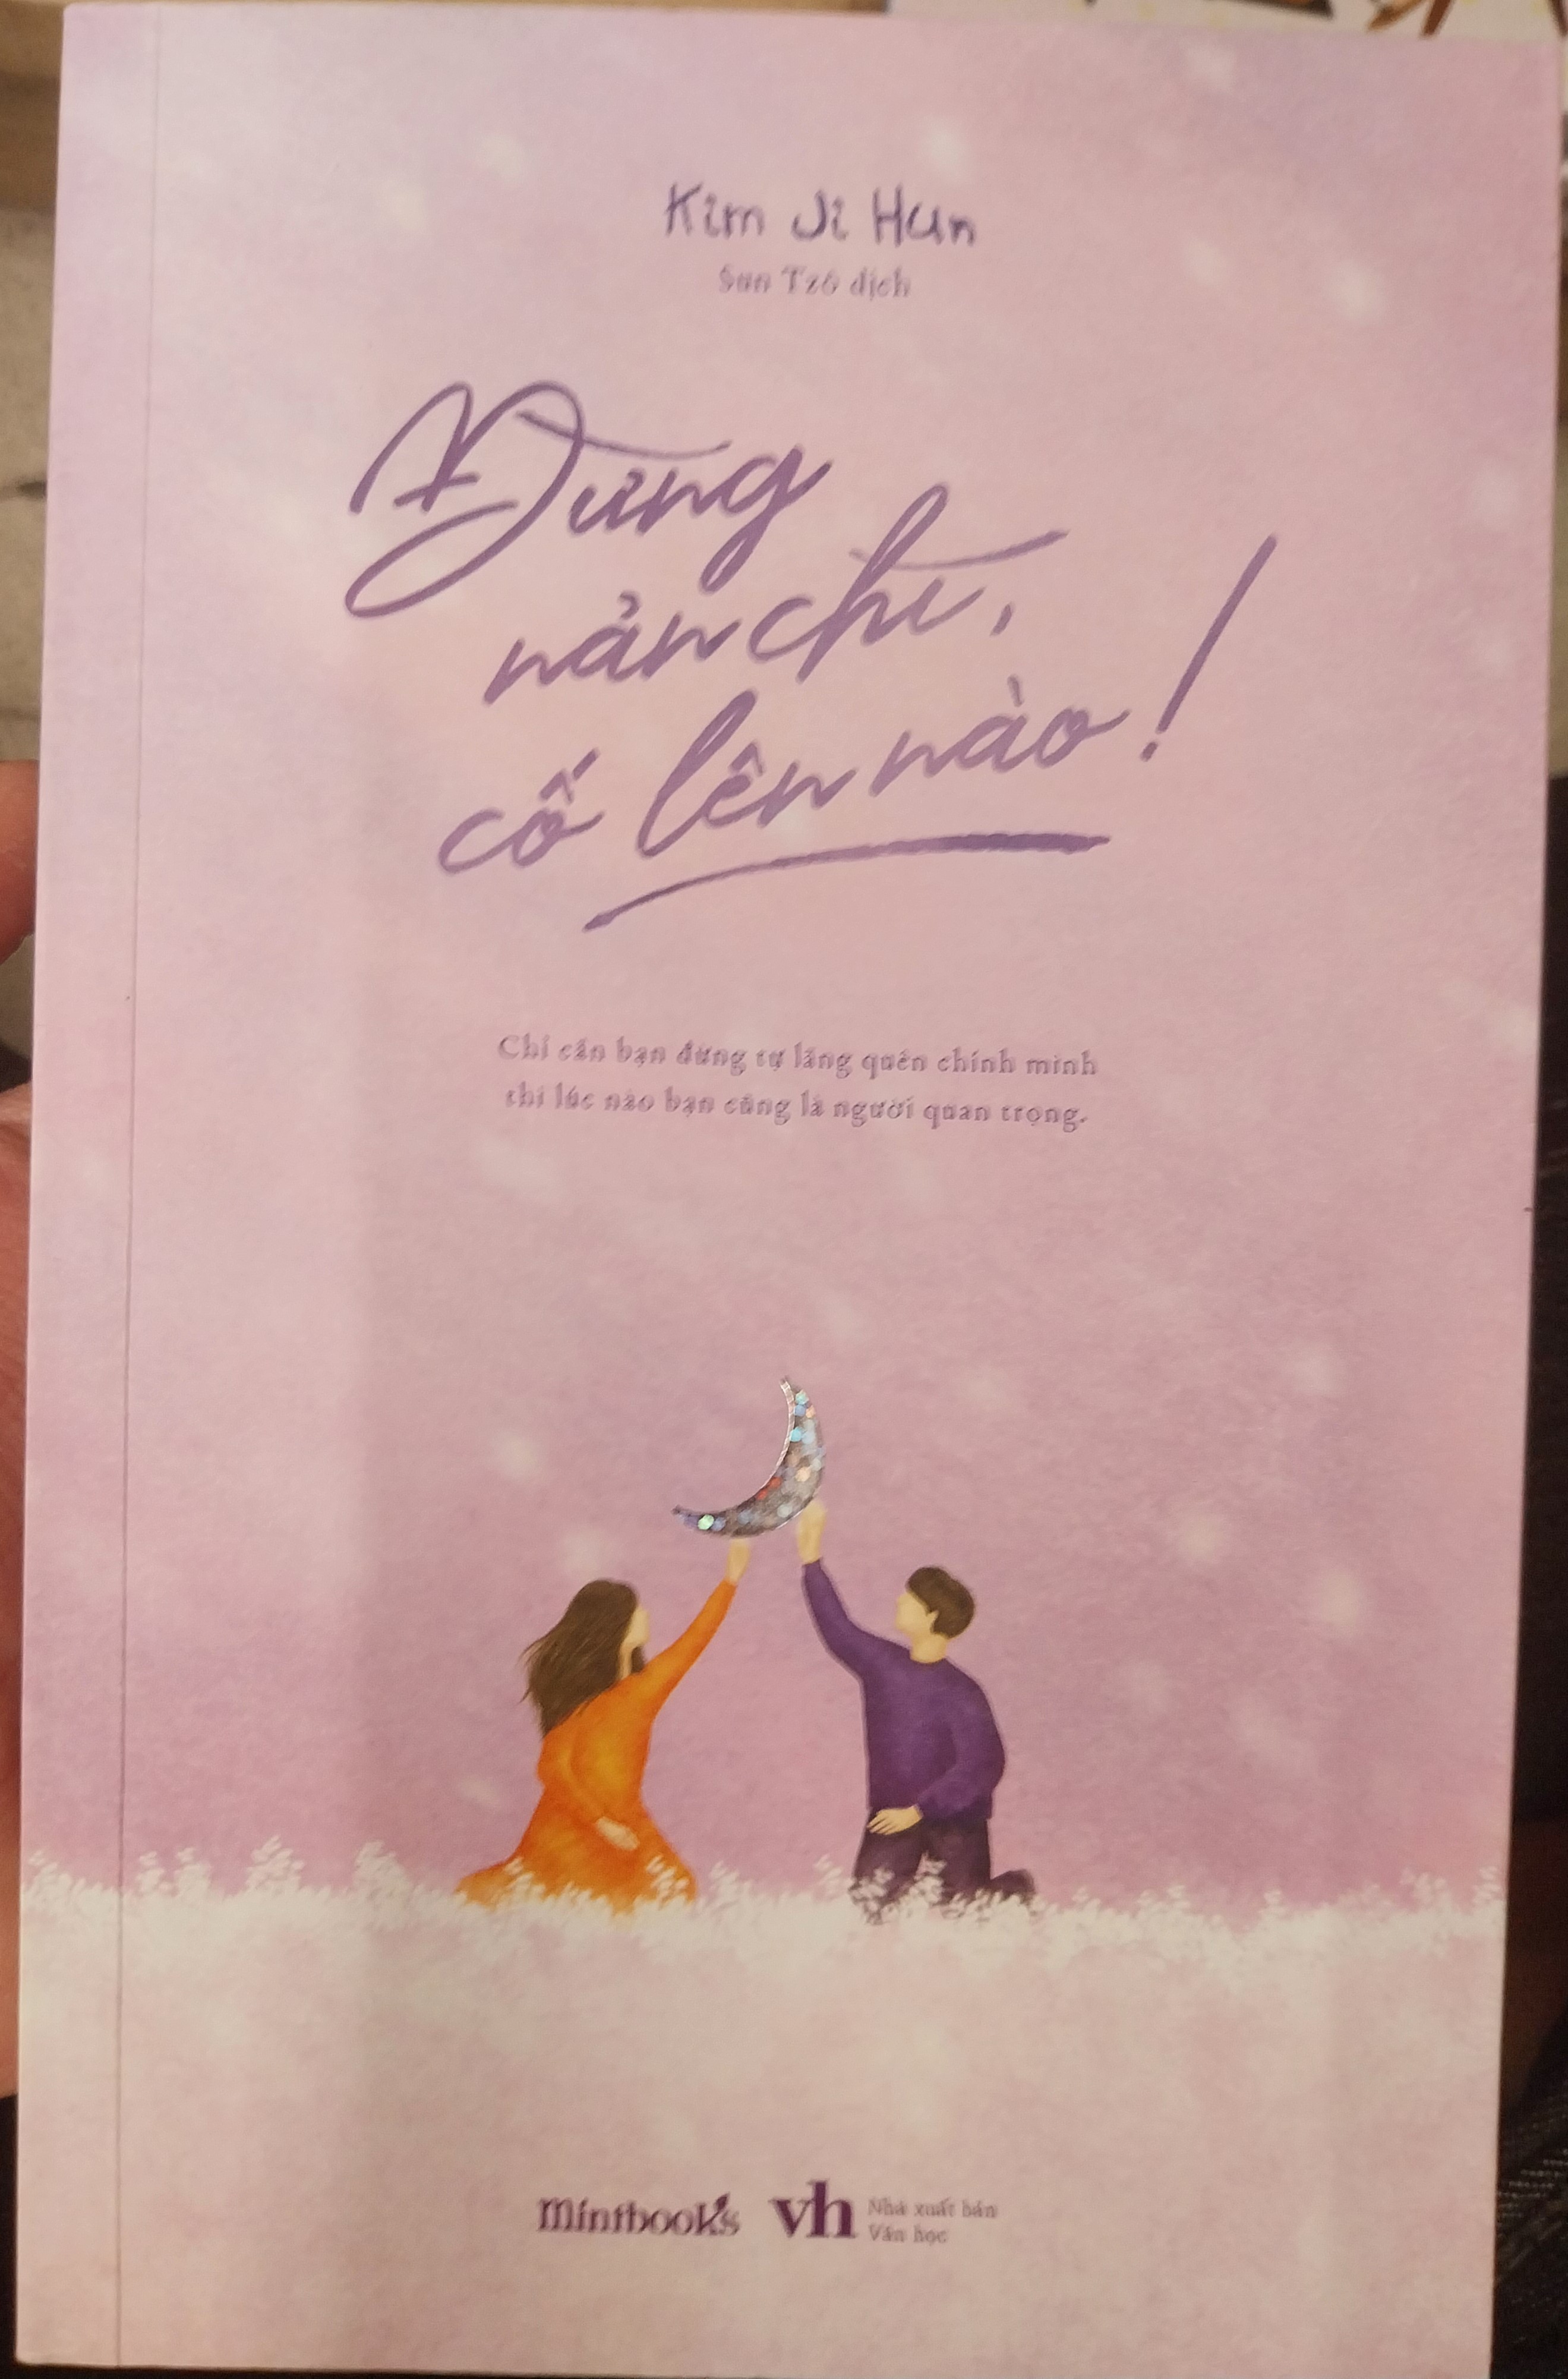 Kim Ji Hun
Sun Tzô dịch
Đừng
nản chí,
cố lên nào!
Chỉ cần bạn đừng tự lãng quên chính mình
thì lúc nào bạn cũng là người quan trọng.
Mintbooks vh Nhà xuất bản
Văn học